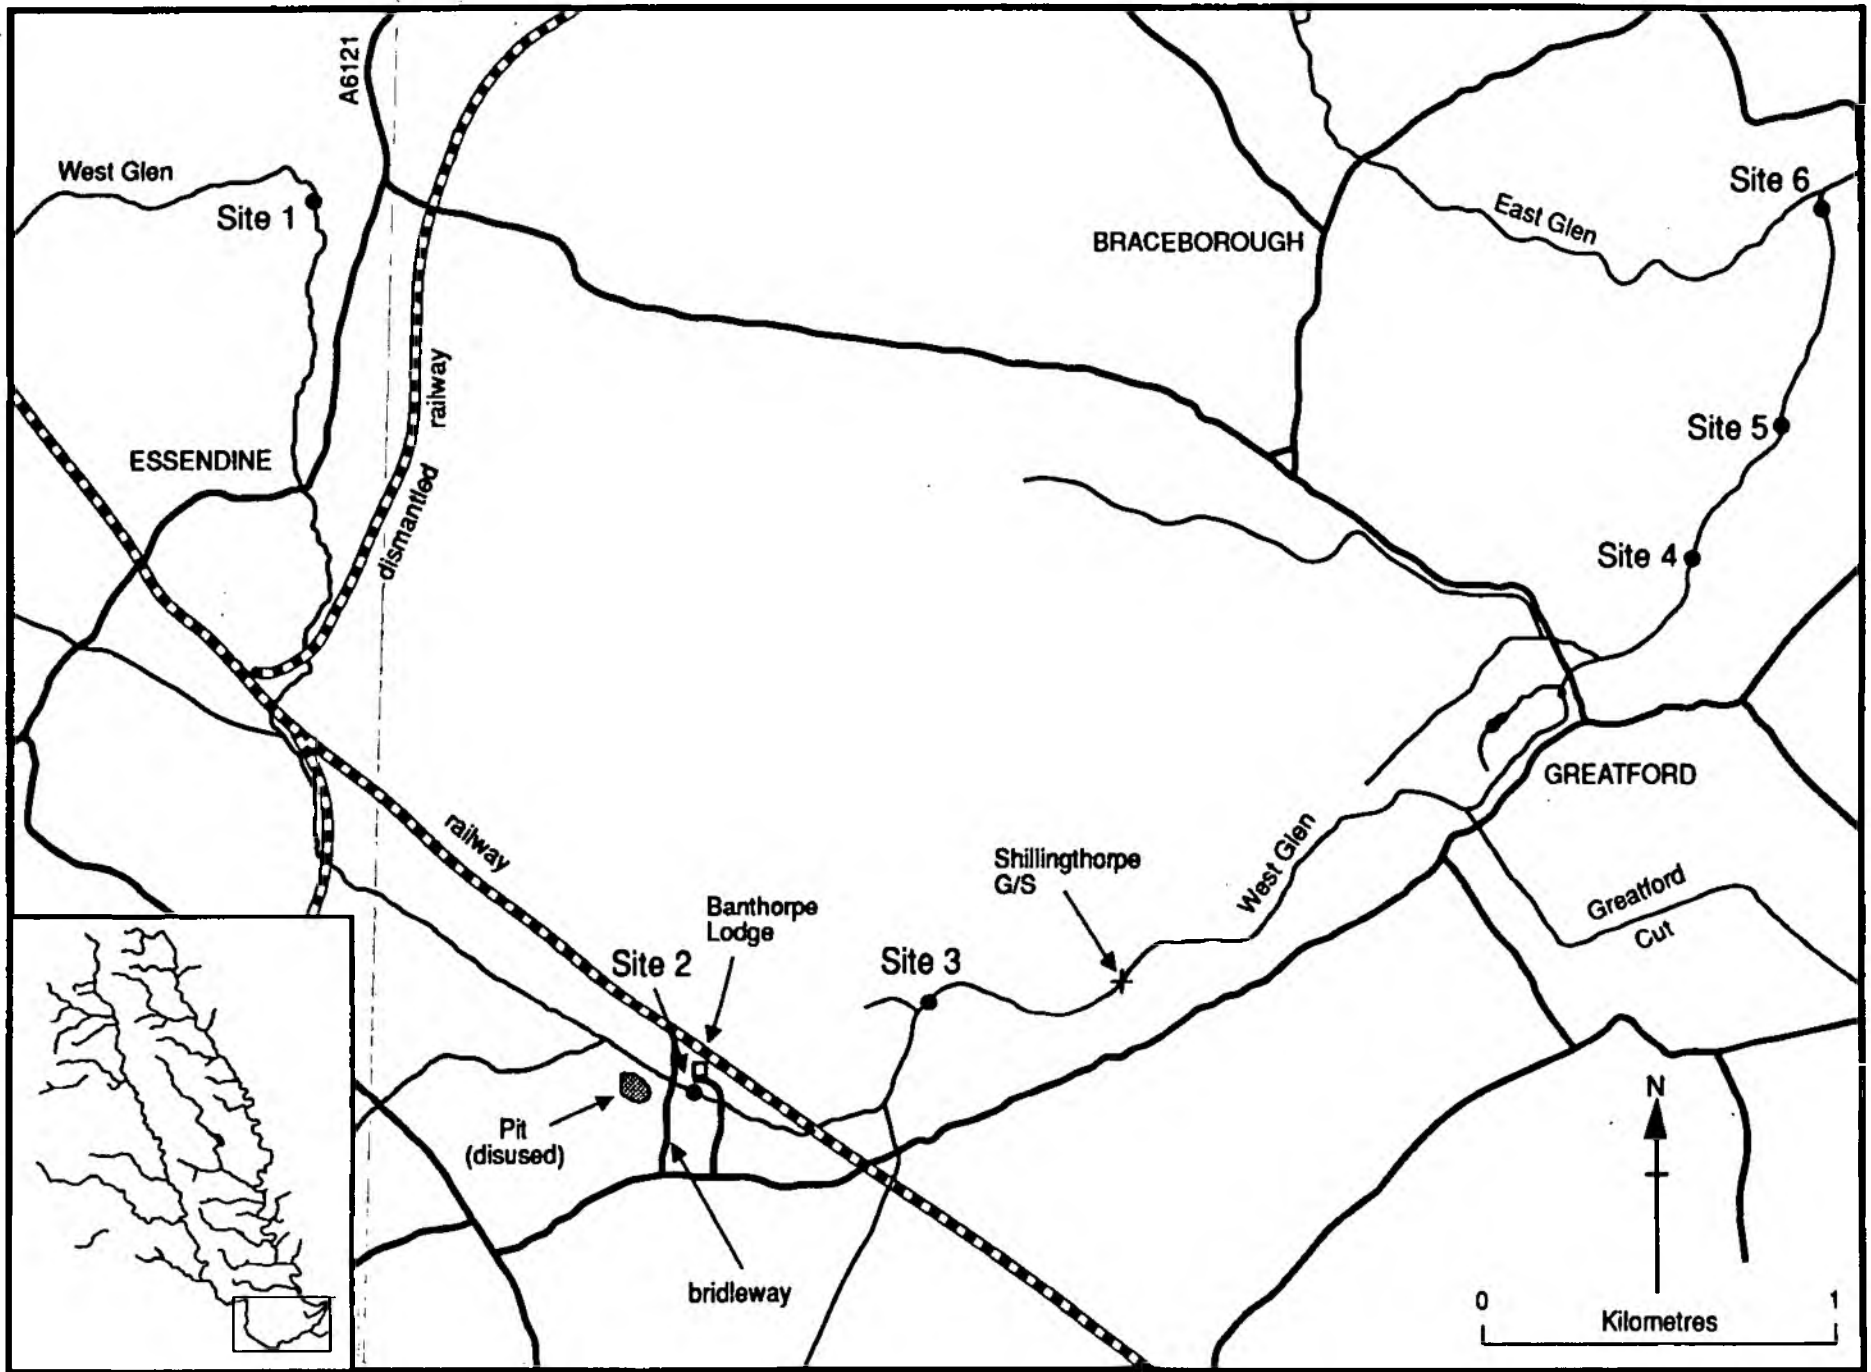 A6121
West Glen
Site 1
Site 6
East Glen
BRACEBOROUGH
railway
Site 5
ESSENDINE
dismantled
Site 4
GREATFORD
railway
West Glen
Shillingthorpe
G/S
Greatford
Cut
Banthorpe
Lodge
Site 2
Site 3
N
Pit
(disused)
bridleway
0
1
Kilometres